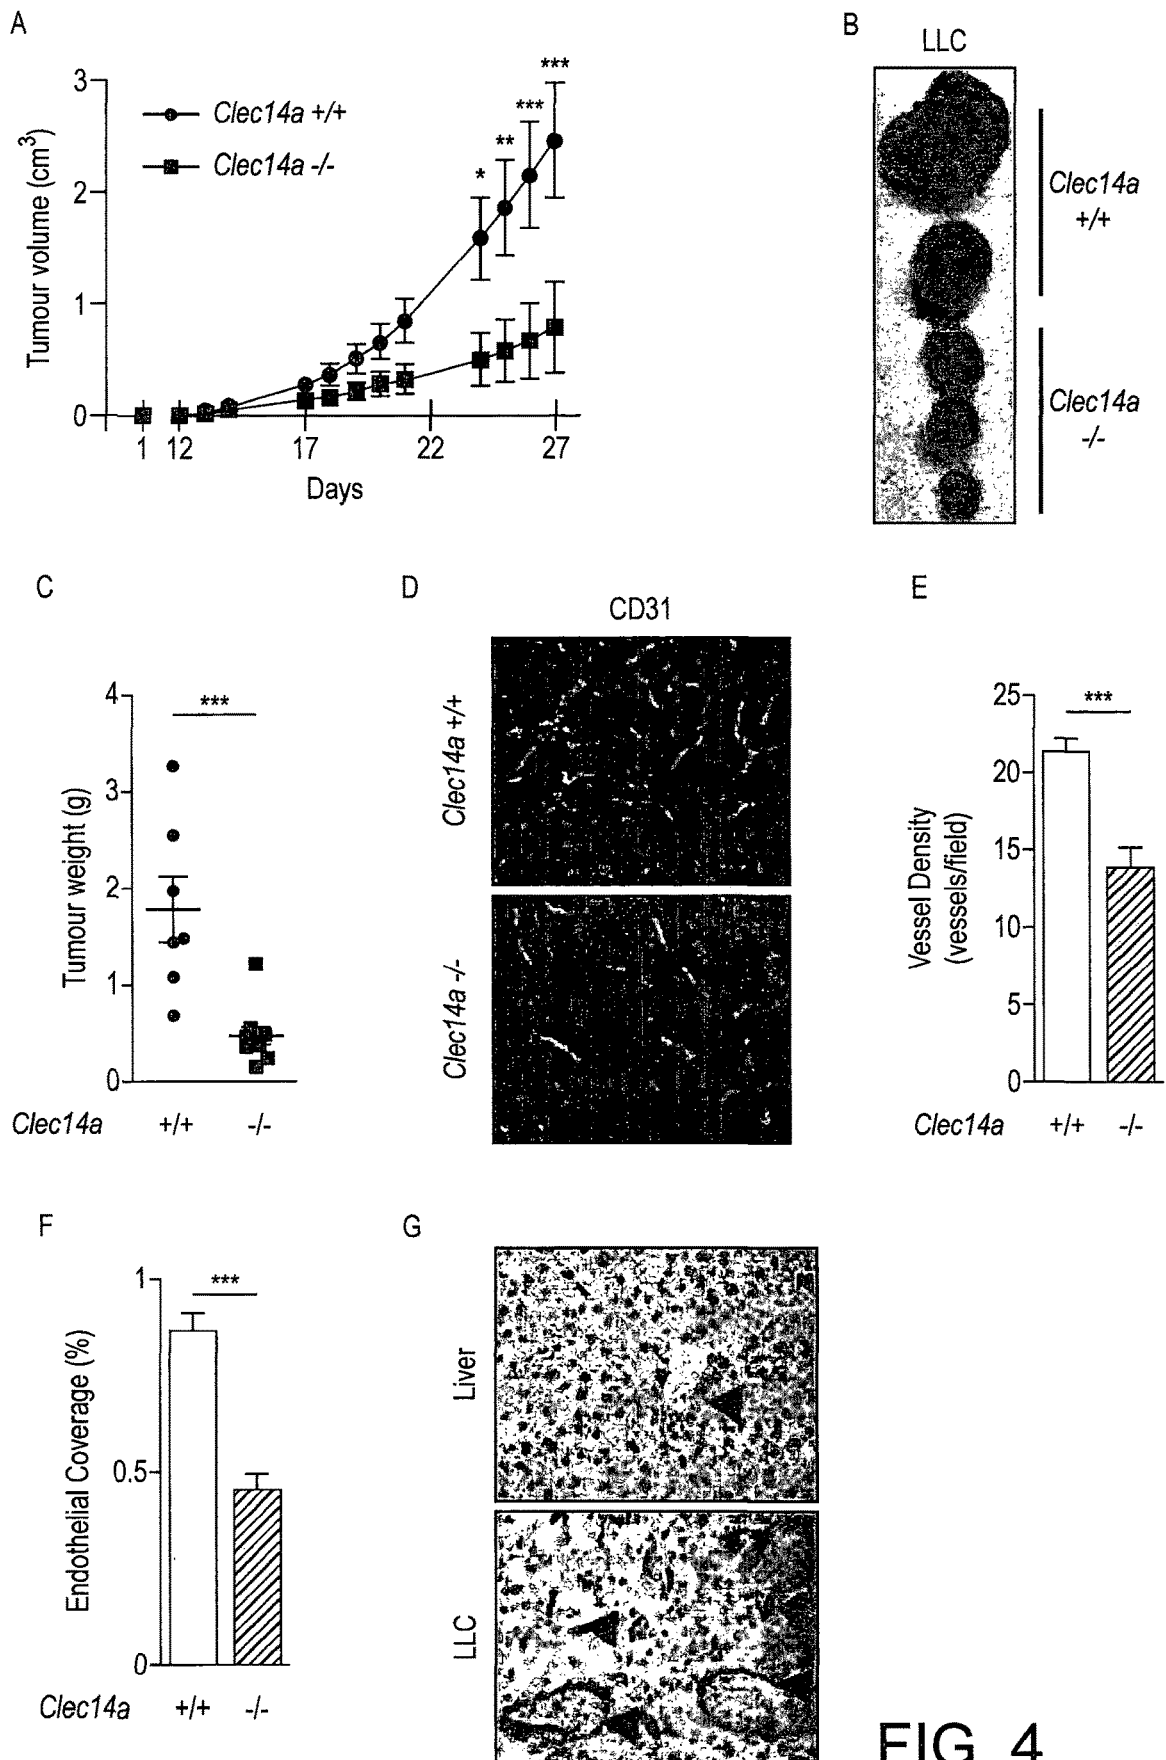 A
Tumour volume (cm³)
3
2
1
0
Clec14a +/+
Clec14a -/-
*
**
***
***
1 12 17 22 27
Days
B
LLC
Clec14a
+/+
Clec14a
-/-
C
Tumour weight (g)
4
3
2
1
0
***
Clec14a +/+ -/-
D
CD31
Clec14a +/+
Clec14a -/-
E
Vessel Density
(vessels/field)
25
20
15
10
5
0
***
Clec14a +/+ -/-
F
Endothelial Coverage (%)
1
0.5
0
***
Clec14a +/+ -/-
G
Liver
LLC
FIG. 4